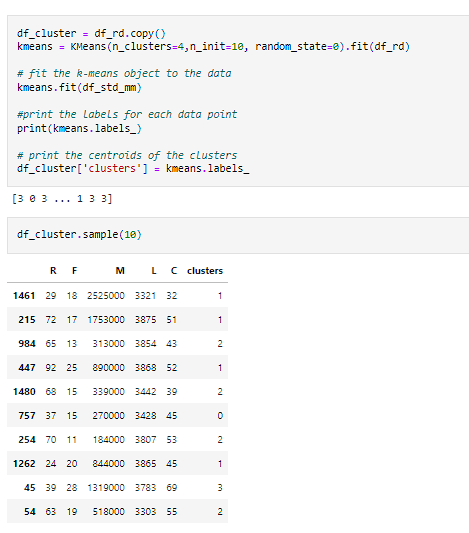 df_cluster = df_rd.copy()
kmeans = KMeans(n_clusters=4,n_init=10, random_state=0).fit(df_rd)
# fit the k-means object to the data
kmeans.fit(df_std_mm)
#print the labels for each data point
print(kmeans.labels_)
# print the centroids of the clusters
df_cluster['clusters'] = kmeans.labels_
[3 0 3 ... 1 3 3]
df_cluster.sample(10)
R F M L C clusters
1461 29 18 2525000 3321 32 1
215 72 17 1753000 3875 51 1
984 65 13 313000 3854 43 2
447 92 25 890000 3868 52 1
1480 68 15 339000 3442 39 2
757 37 15 270000 3428 45 0
254 70 11 184000 3807 53 2
1262 24 20 844000 3865 45 1
45 39 28 1319000 3783 69 3
54 63 19 518000 3303 55 2